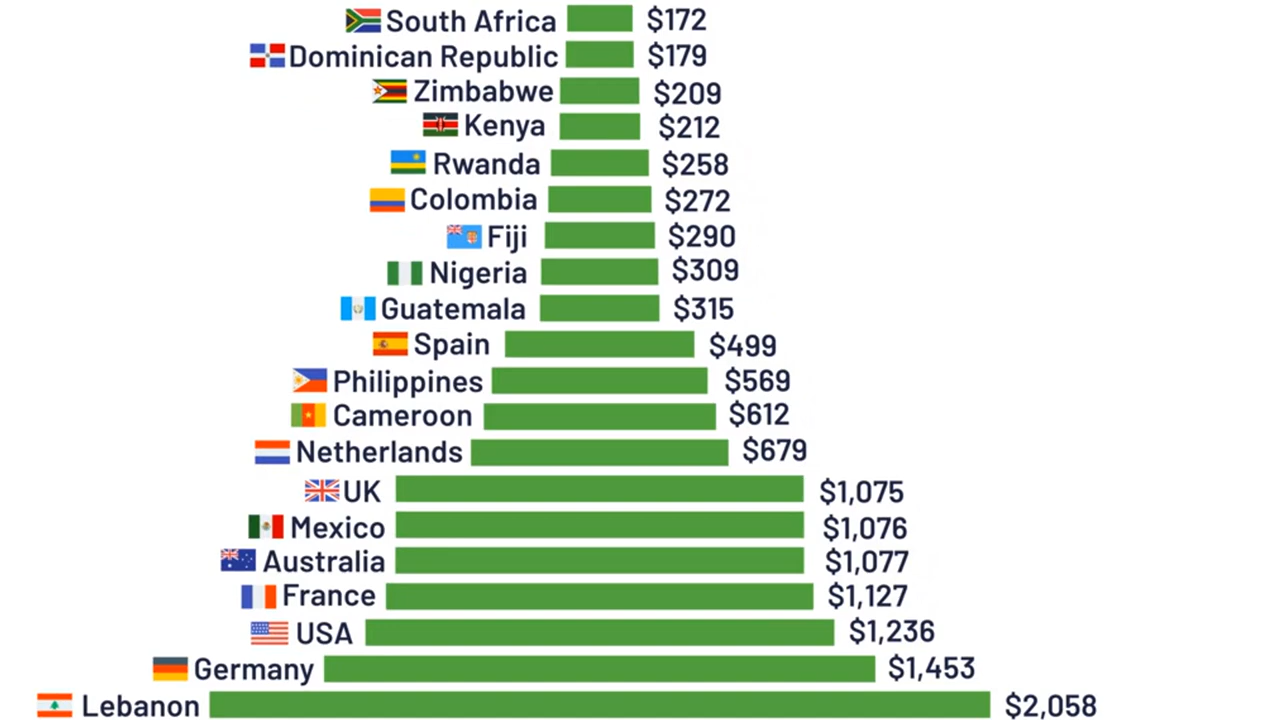 South Africa $172
Dominican Republic $179
Zimbabwe $209
Kenya $212
Rwanda $258
Colombia $272
Fiji $290
Nigeria $309
Guatemala $315
Spain $499
Philippines $569
Cameroon $612
Netherlands $679
UK $1,075
Mexico $1,076
Australia $1,077
France $1,127
USA $1,236
Germany $1,453
Lebanon $2,058